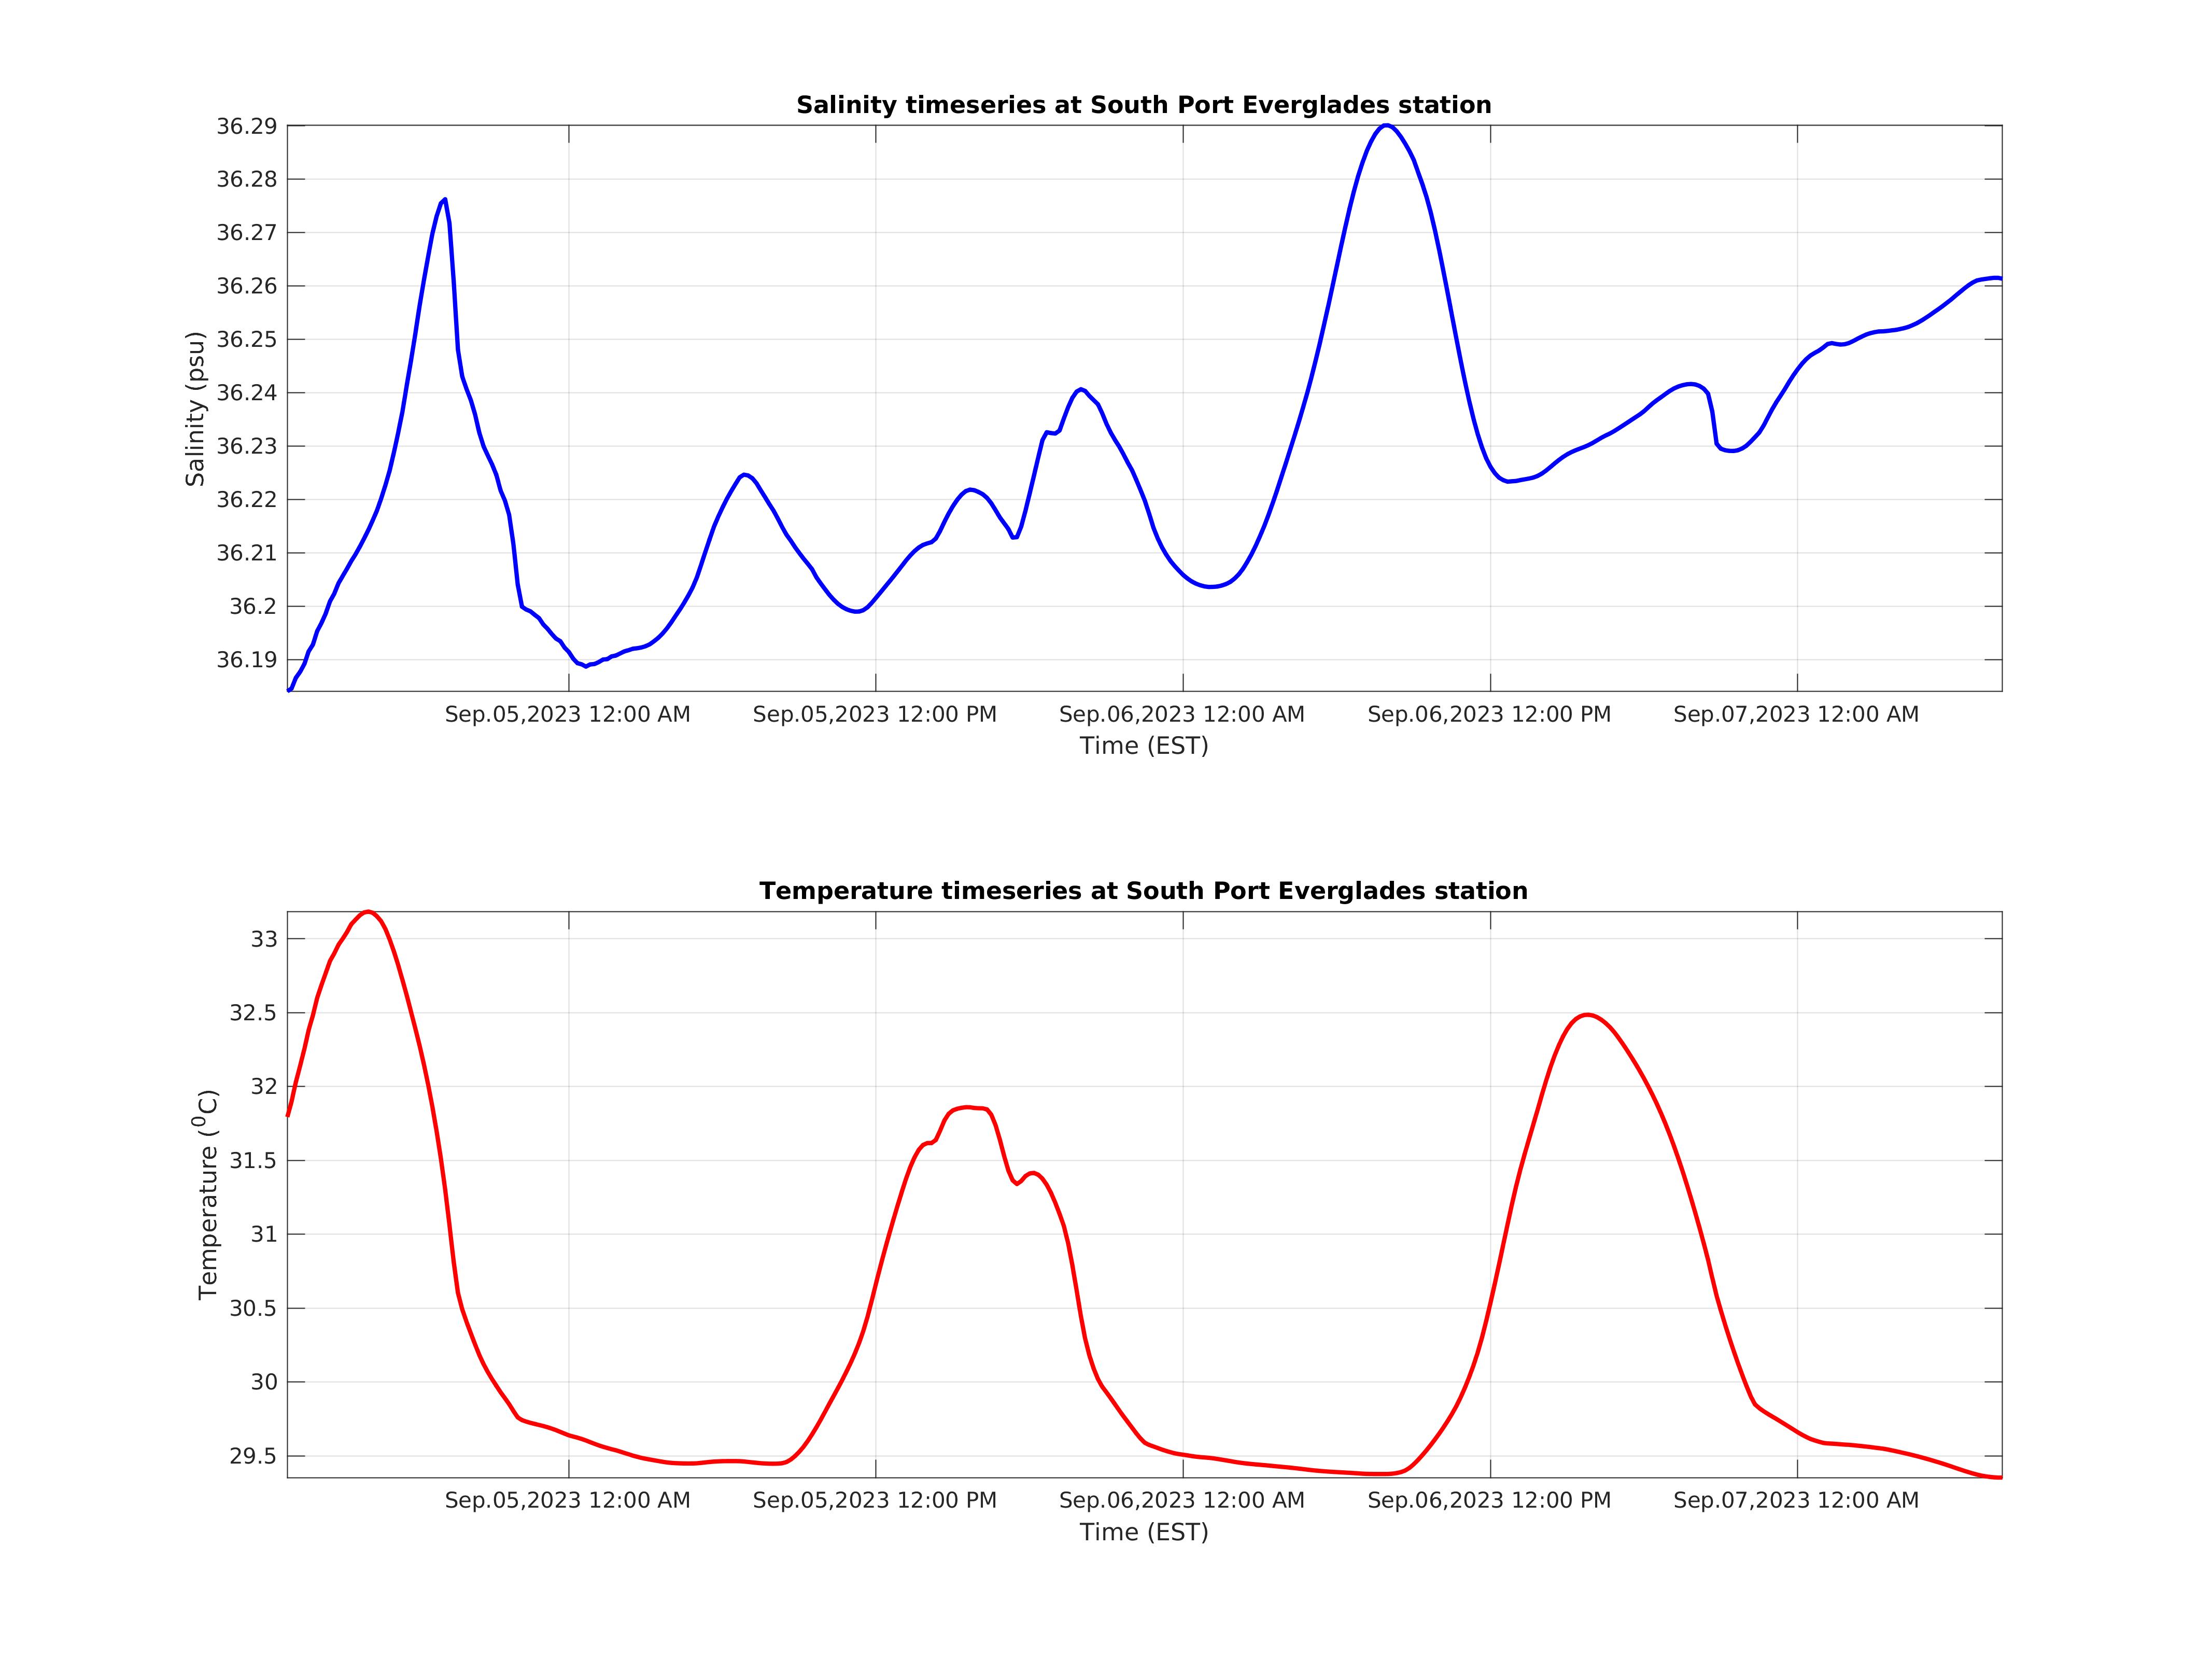 Salinity timeseries at South Port Everglades station
36.29
36.28
36.27
36.26
36.25
36.24
36.23
36.22
36.21
36.2
36.19
Salinity (psu)
Sep.05,2023 12:00 AM Sep.05,2023 12:00 PM Sep.06,2023 12:00 AM Sep.06,2023 12:00 PM Sep.07,2023 12:00 AM
Time (EST)
Temperature timeseries at South Port Everglades station
33
32.5
32
31.5
31
30.5
30
29.5
Temperature (⁰C)
Sep.05,2023 12:00 AM Sep.05,2023 12:00 PM Sep.06,2023 12:00 AM Sep.06,2023 12:00 PM Sep.07,2023 12:00 AM
Time (EST)